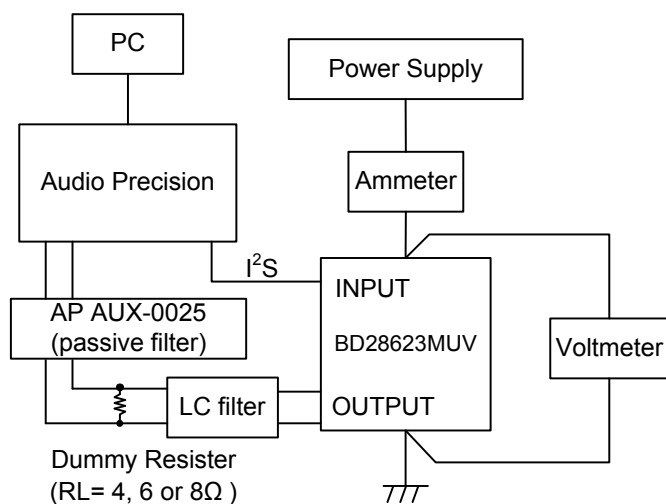 PC
Power Supply
Audio Precision
Ammeter
I²S
INPUT
AP AUX-0025
(passive filter)
BD28623MUV
Voltmeter
LC filter
OUTPUT
Dummy Resister
(RL= 4, 6 or 8Ω )